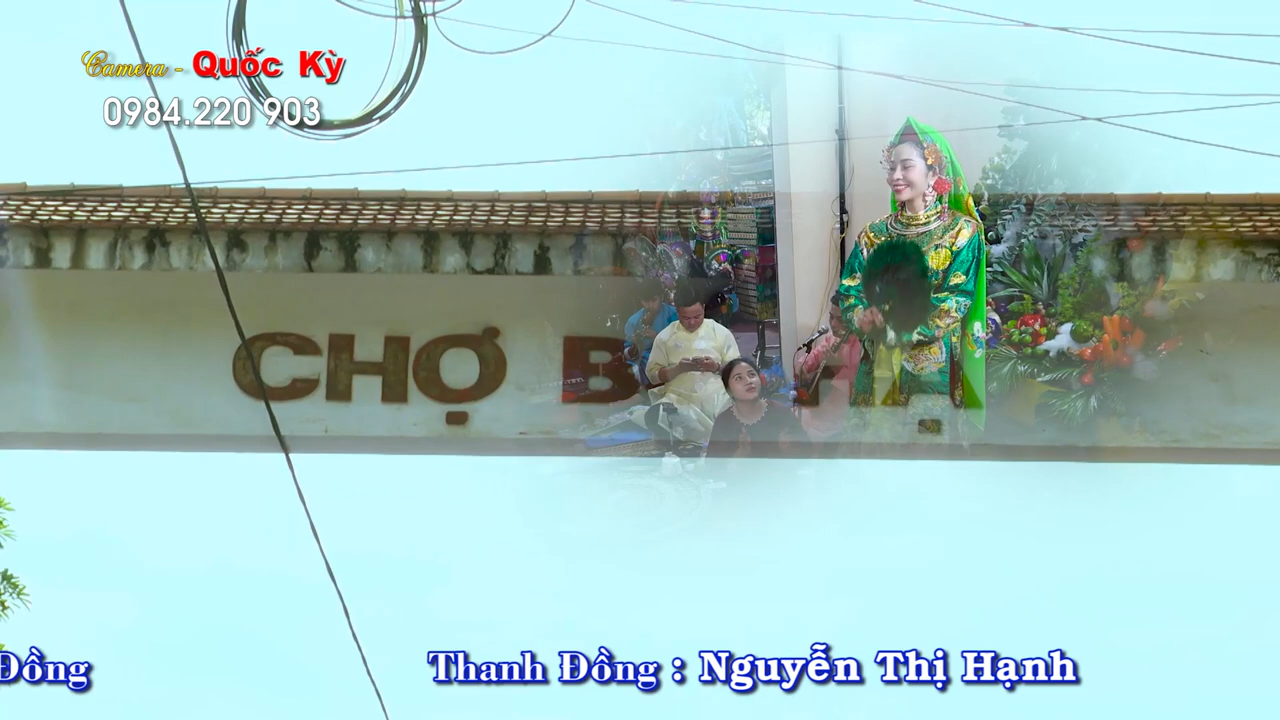 Camera - Quốc Kỳ
0984.220 903
CHỢ B
Đồng
Thanh Đồng : Nguyễn Thị Hạnh